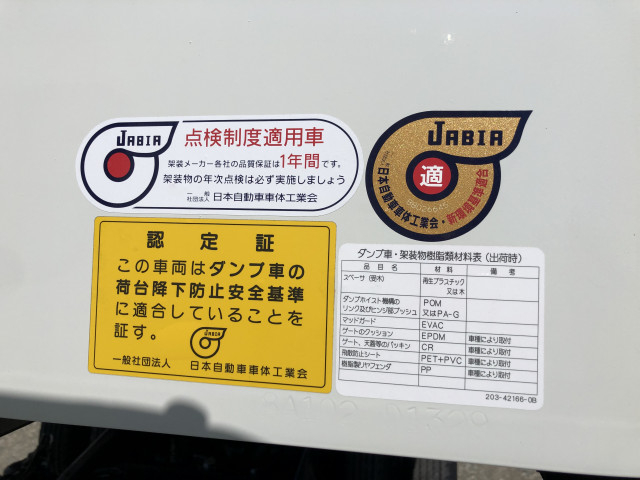 JABIA
点検制度適用車
架装メーカー各社の品質保証は1年間です。
架装物の年次点検は必ず実施しましょう
一般社団法人 日本自動車車体工業会
JABIA
適
日本自動車車体工業会・新環境基準適合
認定証
この車両はダンプ車の
荷台降下防止安全基準
に適合していることを
証す。
JABIA
一般社団法人 日本自動車車体工業会
ダンプ車・架装物樹脂類材料表（出荷時）
品目名 材料 備考
スペーサ（受木） 再生プラスチック
又は木
ダンプホイスト機構の POM
リンク及びヒンジ部ブッシュ 又はPA-G
マッドガード EVAC
ゲートのクッション EPDM 車種により取付
ゲート、天蓋等のパッキン CR 車種により取付
飛散防止シート PET+PVC 車種により取付
樹脂製リヤフェンダ PP 車種により取付
203-42166-0B